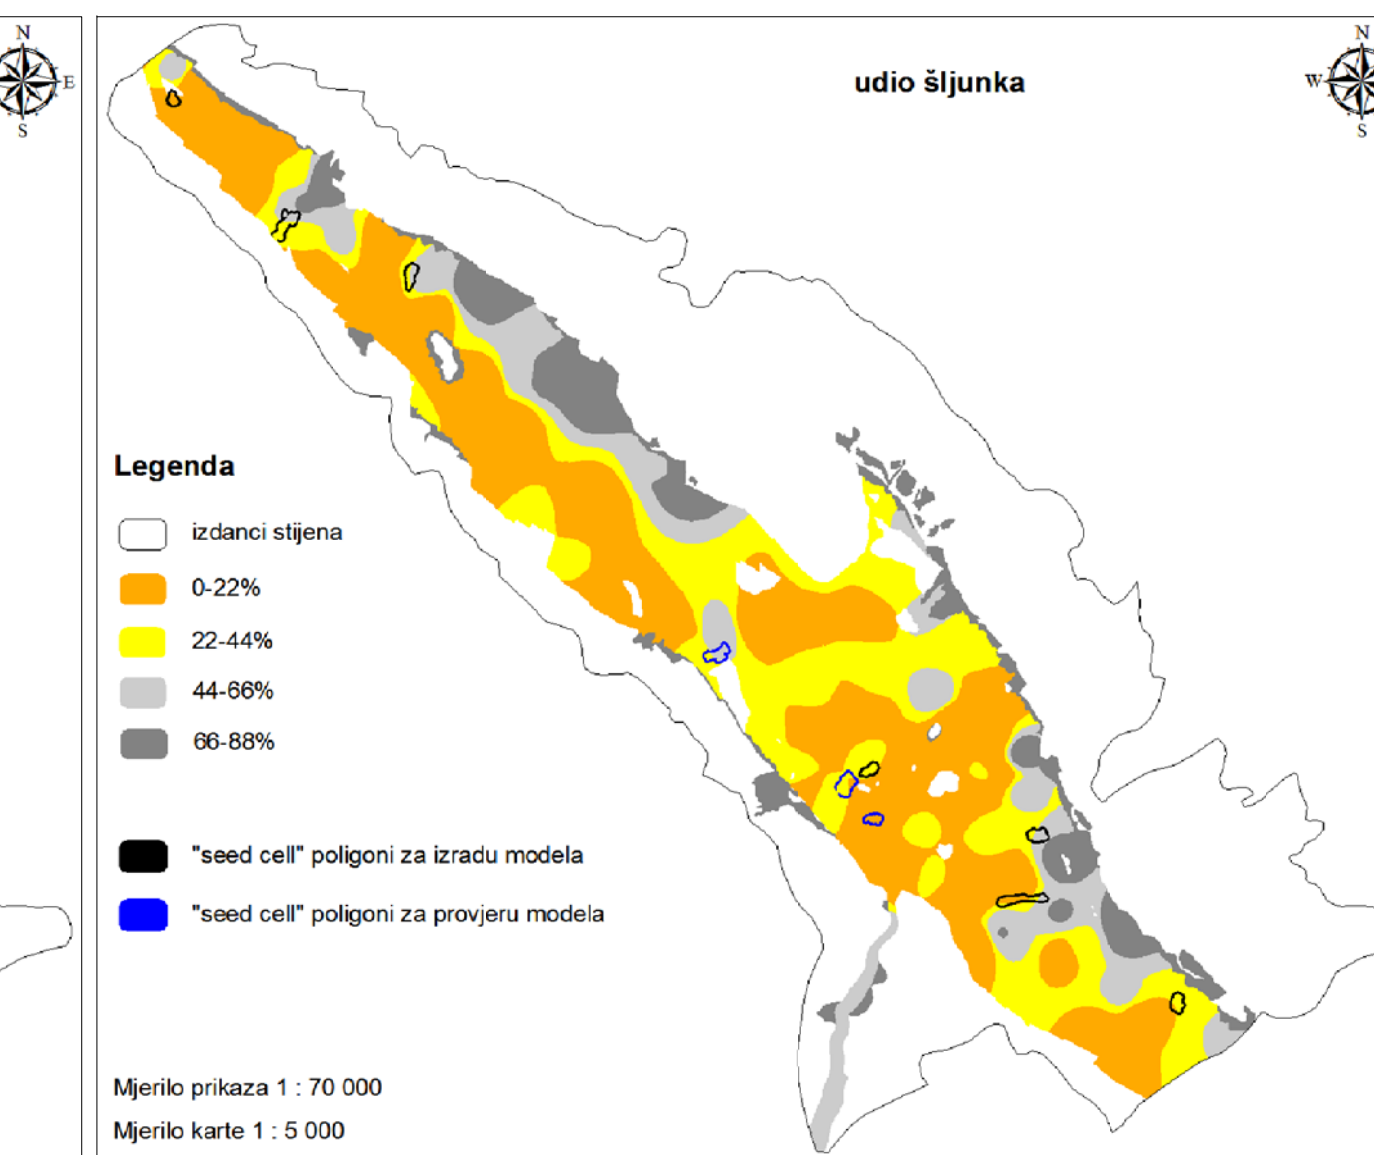 N
E
S
udio šljunka
N
W
S
Legenda
izdanci stijena
0-22%
22-44%
44-66%
66-88%
"seed cell" poligoni za izradu modela
"seed cell" poligoni za provjeru modela
Mjerilo prikaza 1 : 70 000
Mjerilo karte 1 : 5 000